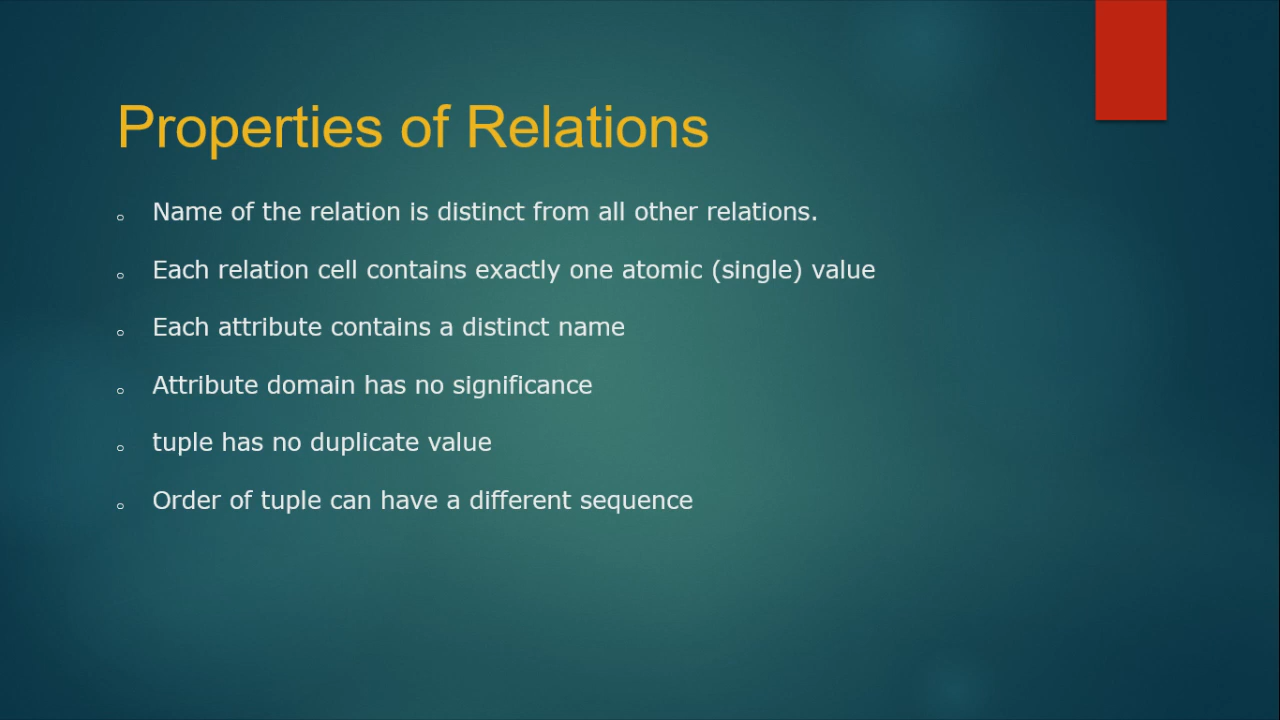 Properties of Relations
Name of the relation is distinct from all other relations.
Each relation cell contains exactly one atomic (single) value
Each attribute contains a distinct name
Attribute domain has no significance
tuple has no duplicate value
Order of tuple can have a different sequence